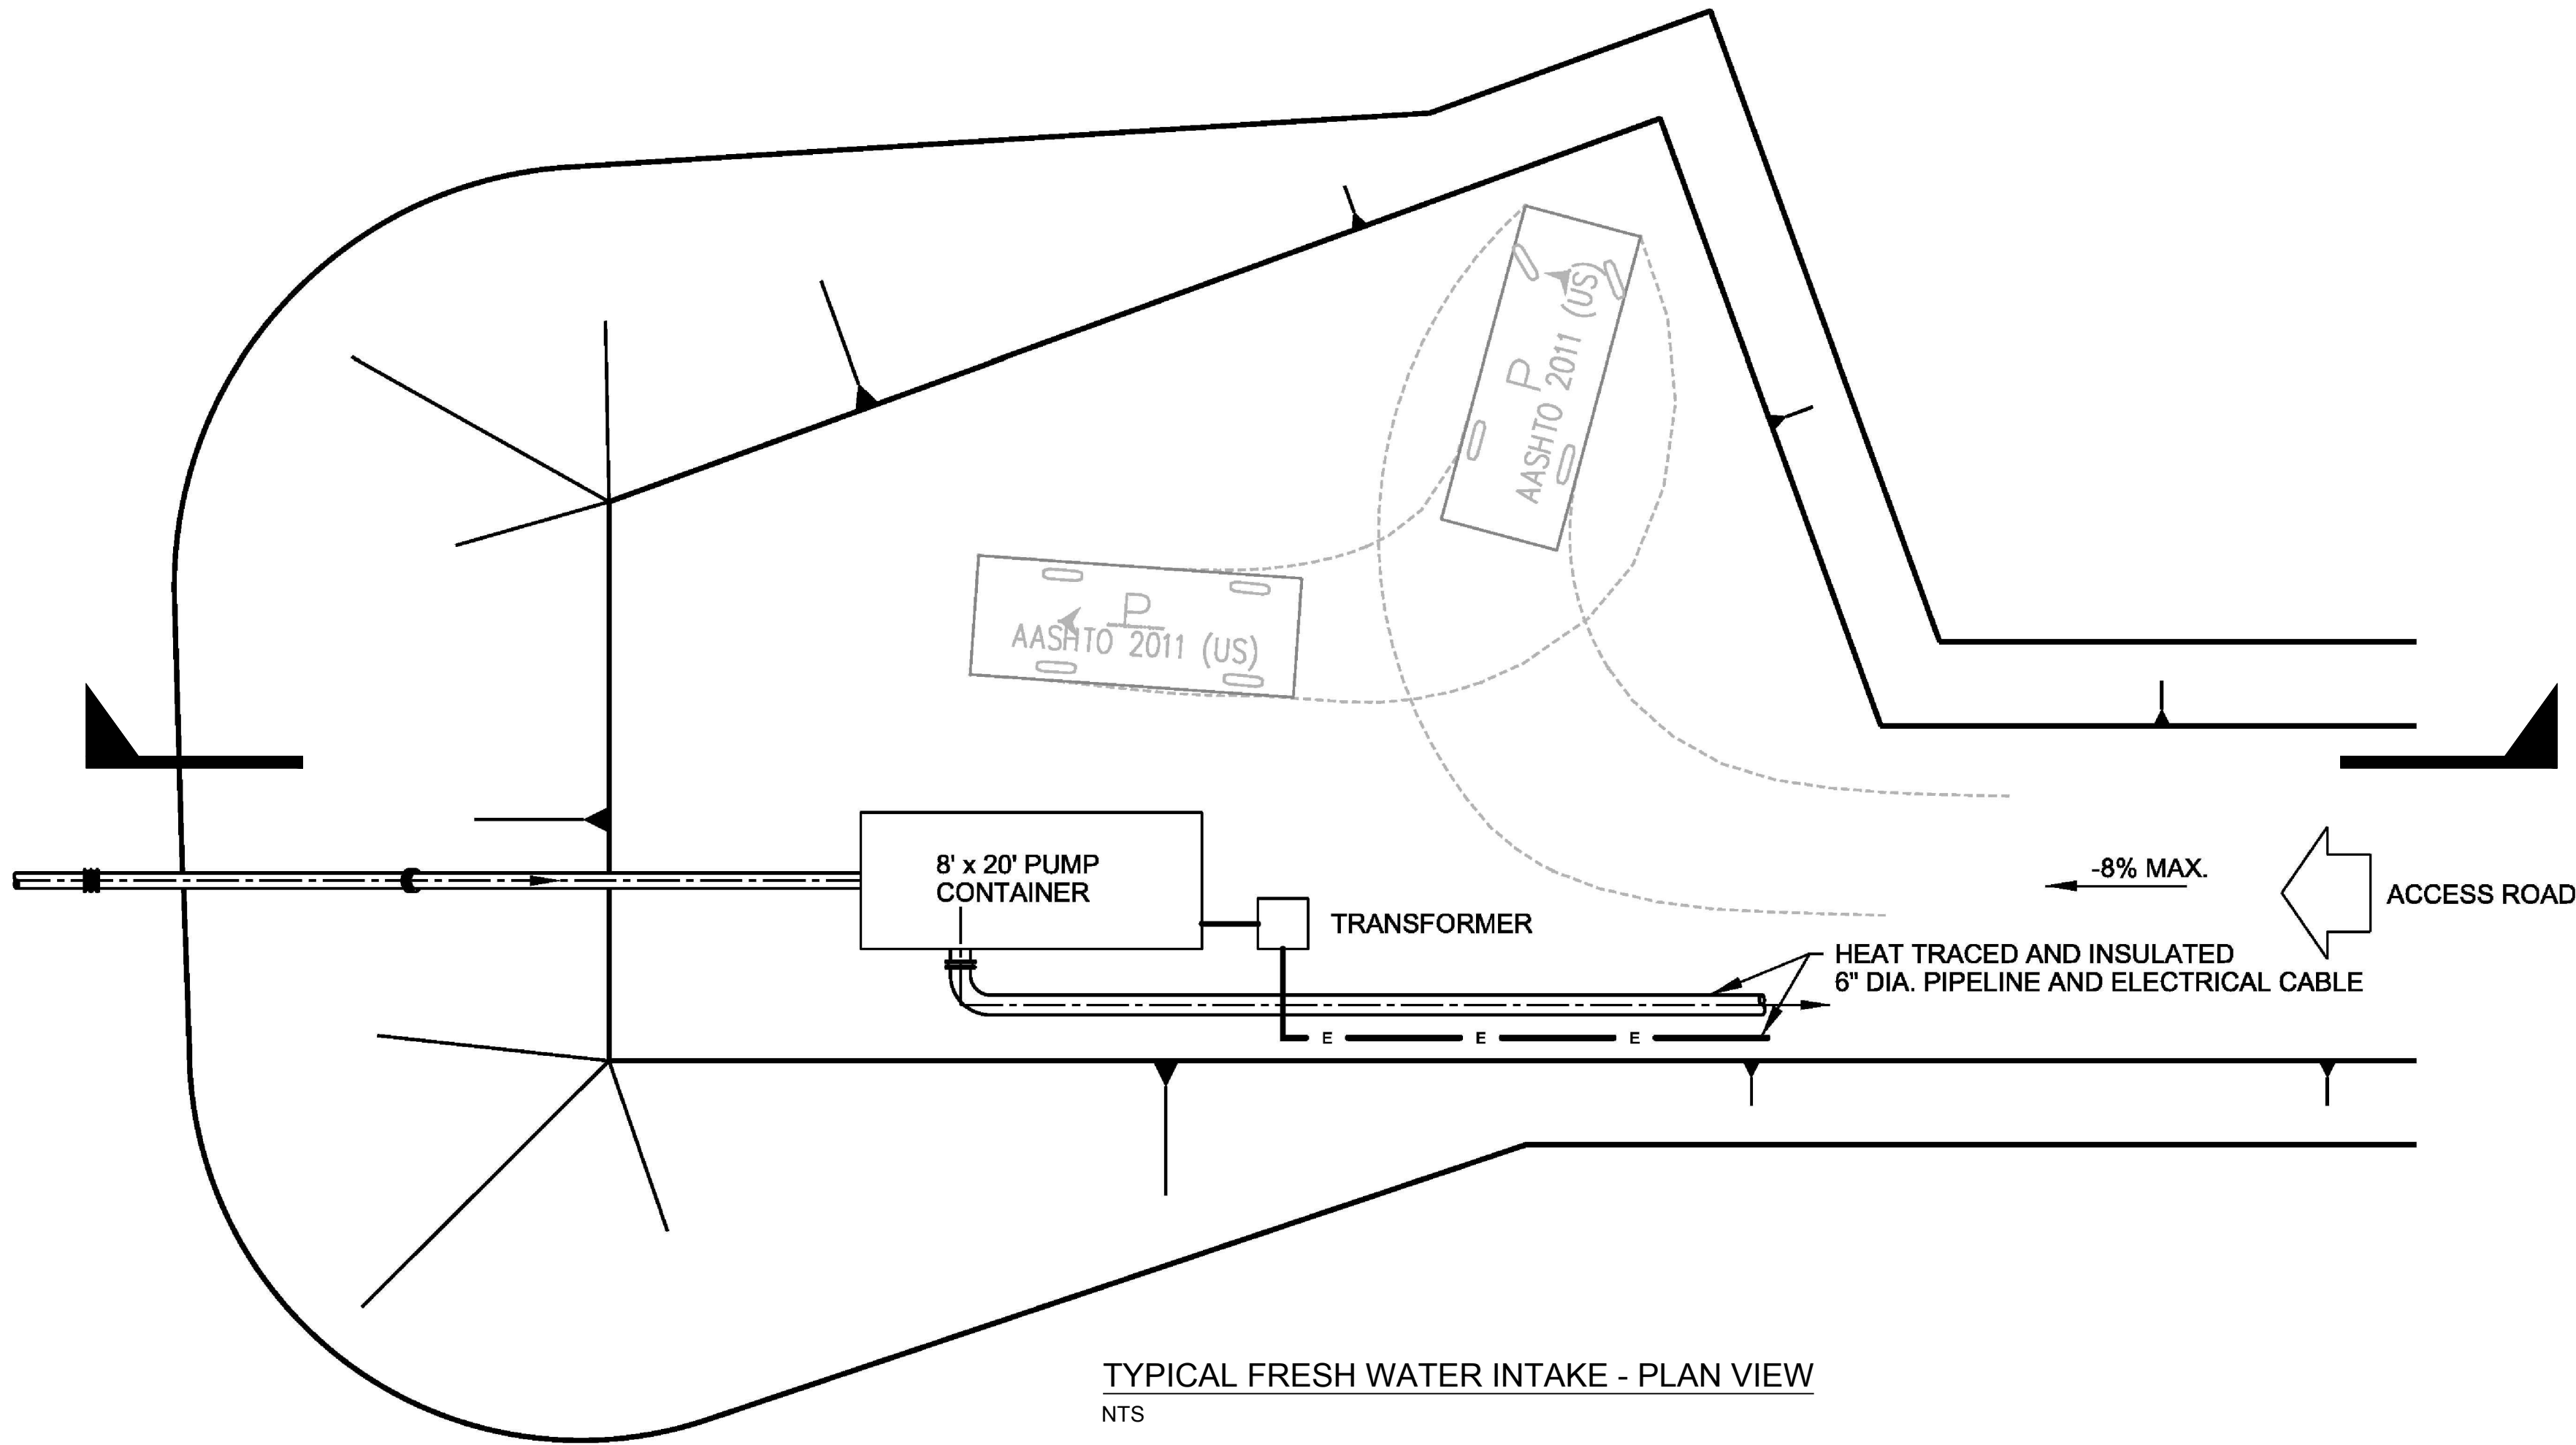 P
AASHTO 2011 (US)
P
AASHTO 2011 (US)
8' x 20' PUMP
CONTAINER
TRANSFORMER
-8% MAX.
ACCESS ROAD
HEAT TRACED AND INSULATED
6" DIA. PIPELINE AND ELECTRICAL CABLE
E E E
TYPICAL FRESH WATER INTAKE - PLAN VIEW
NTS